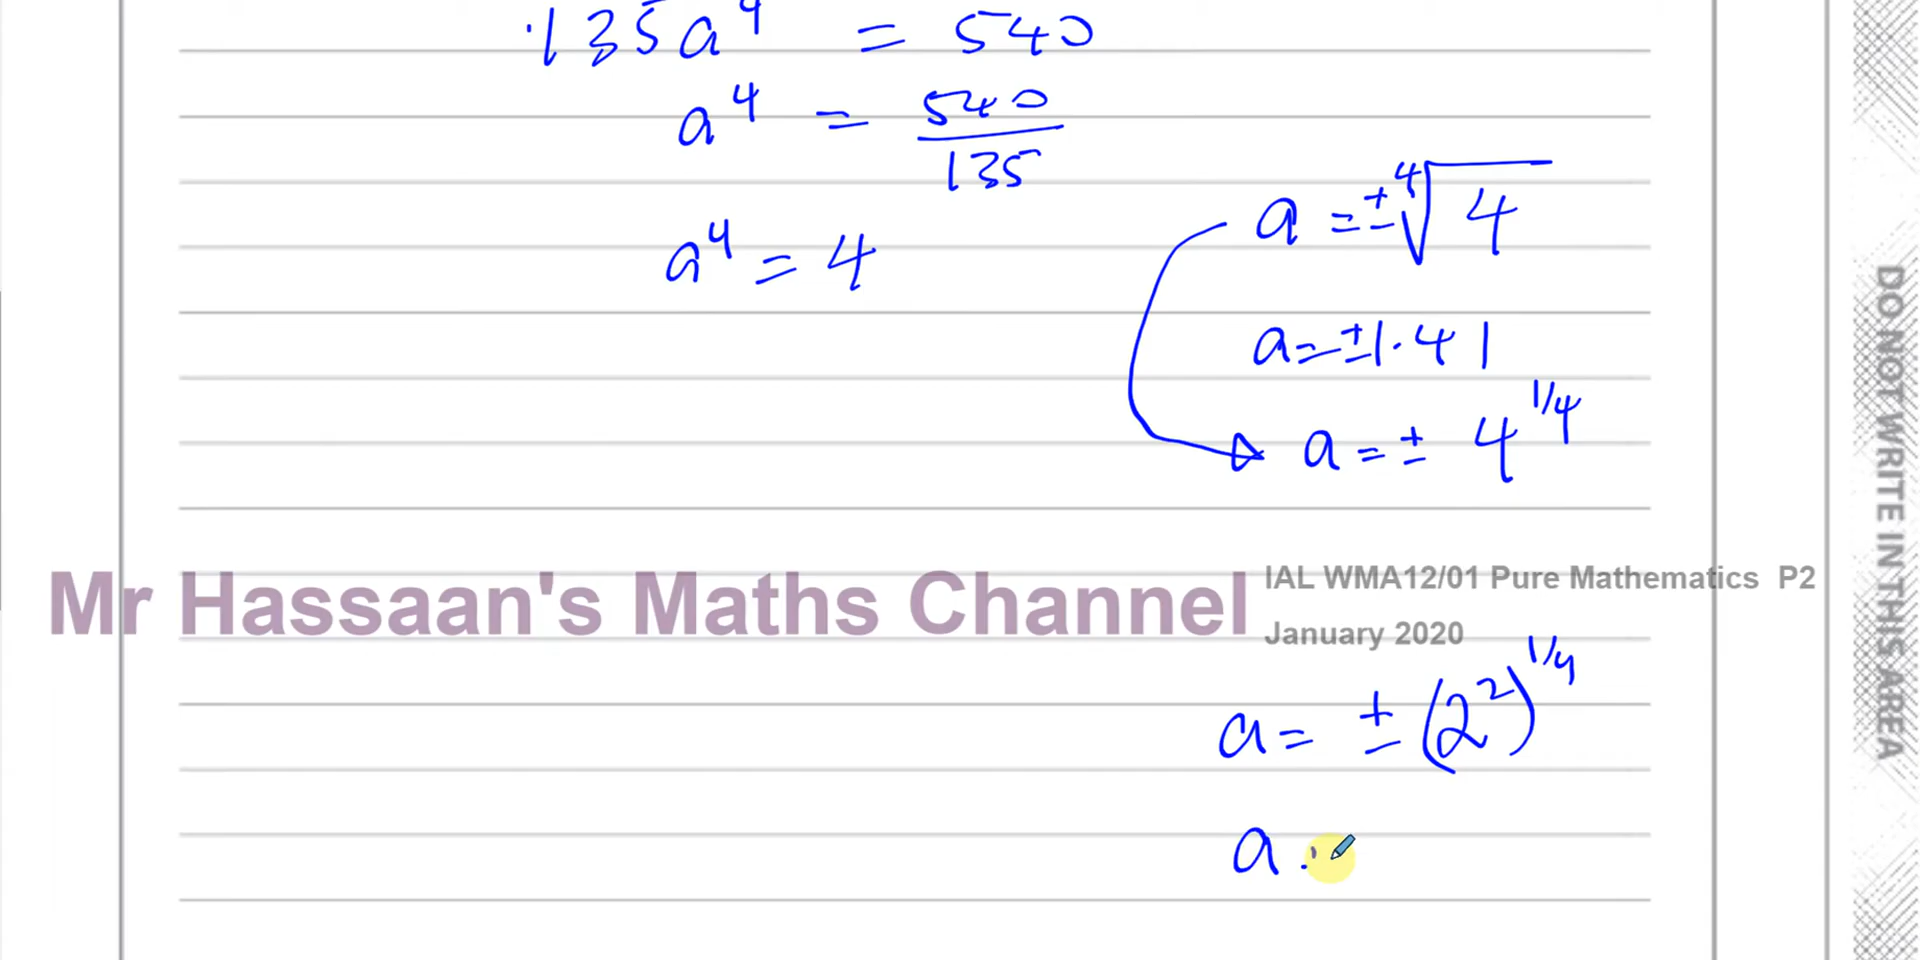 135a⁴ = 540
a⁴ = 540/135
a⁴ = 4
a = ±⁴√4
a = ±1.41
a = ± 4^1/4
Mr Hassaan's Maths Channel
IAL WMA12/01 Pure Mathematics P2
January 2020
a = ± (2²)^1/4
a
DO NOT WRITE IN THIS AREA